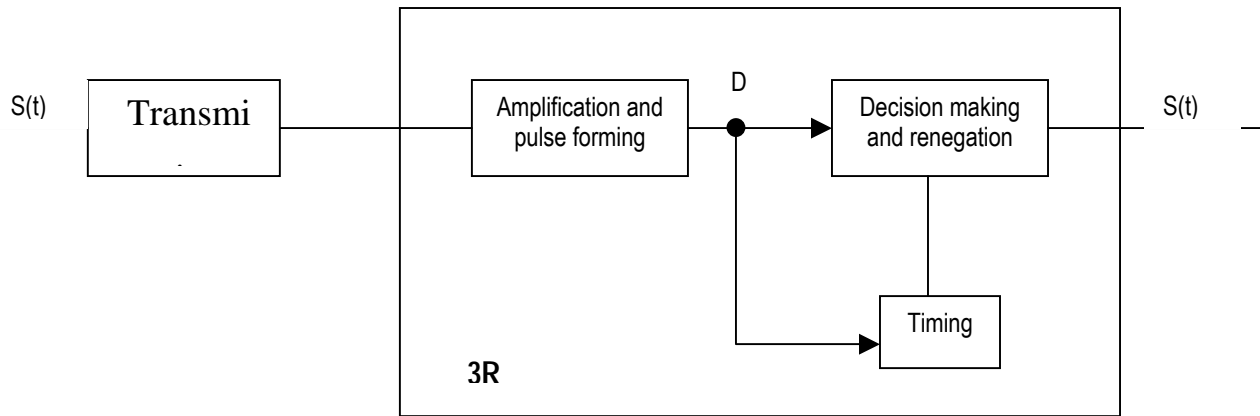 S(t)
Transmi
Amplification and
pulse forming
D
Decision making
and renegation
S(t)
Timing
3R